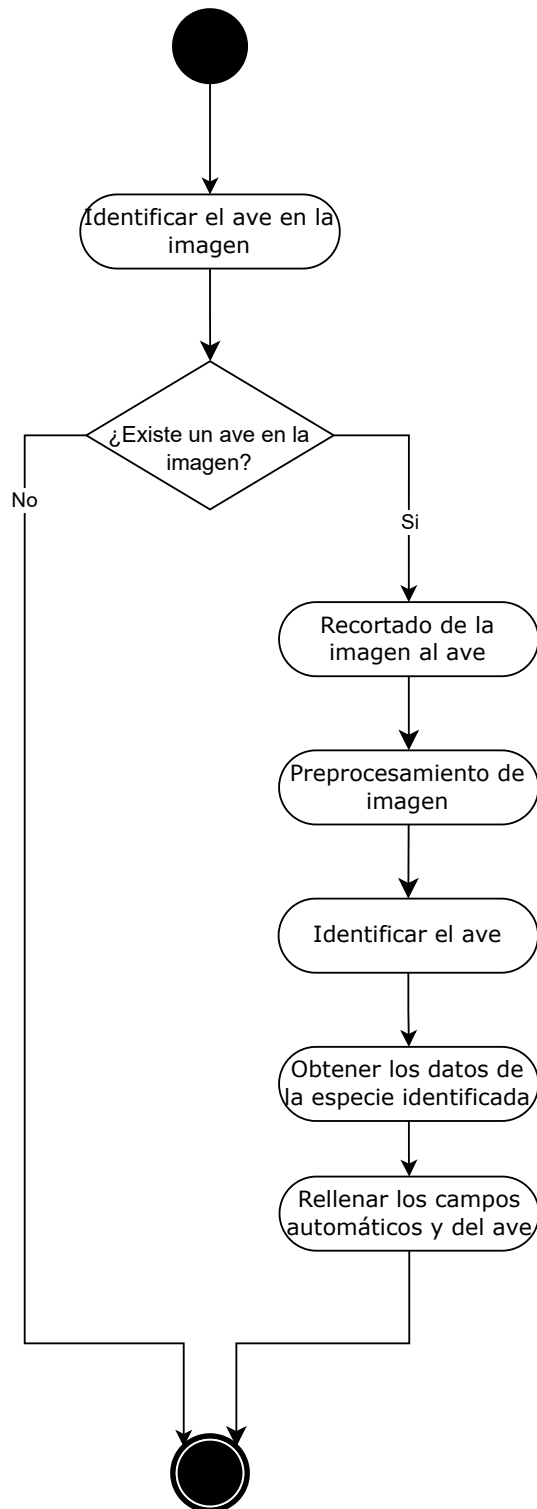 Identificar el ave en la
imagen
¿Existe un ave en la
imagen?
No
Si
Recortado de la
imagen al ave
Preprocesamiento de
imagen
Identificar el ave
Obtener los datos de
la especie identificada
Rellenar los campos
automáticos y del ave